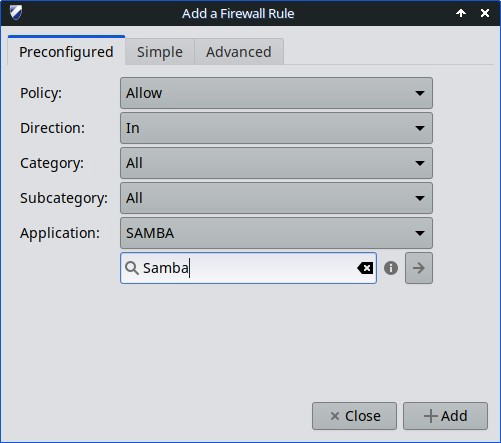 Add a Firewall Rule
Preconfigured Simple Advanced
Policy: Allow
Direction: In
Category: All
Subcategory: All
Application: SAMBA
Samba
Close Add